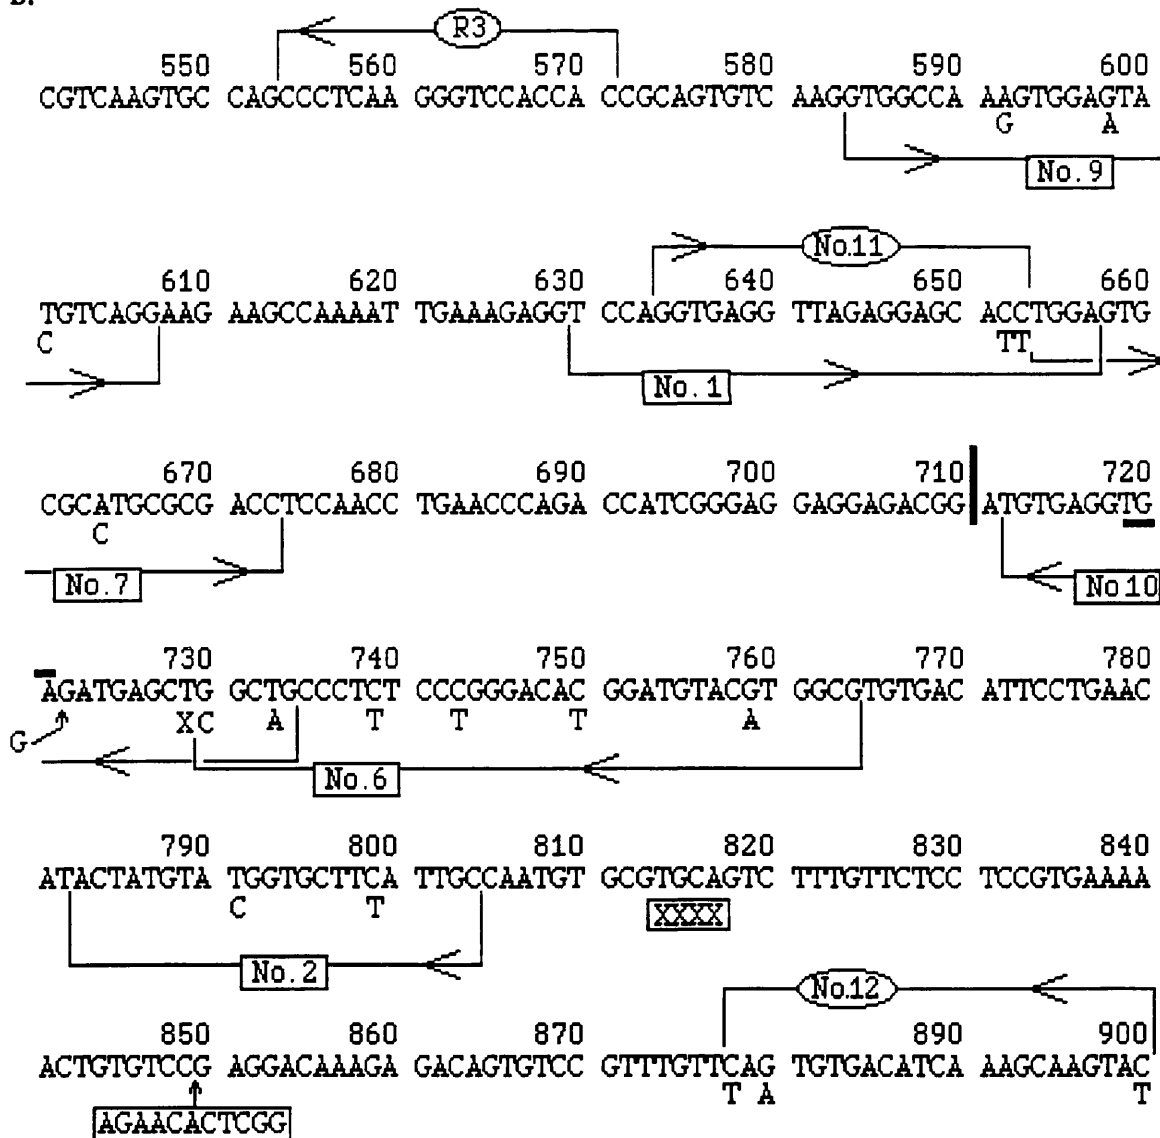 B.
R3
550 560 570 580 590 600
CGTCAAGTGC CAGCCCTCAA GGGTCCACCA CCGCAGTGTC AAGGTGGCCA AAGTGGAGTA
G A
No.9
No.11
610 620 630 640 650 660
TGTCAGGAAG AAGCCAAAAT TGAAAGAGGT CCAGGTGAGG TTAGAGGAGC ACCTGGAGTG
C TT
No.1
670 680 690 700 710 720
CGCATGCGCG ACCTCCAACC TGAACCCAGA CCATCGGGAG GAGGAGACGG ATGTGAGGTG
C
No.7 No10
730 740 750 760 770 780
AGATGAGCTG GCTGCCCTCT CCCGGGACAC GGATGTACGT GGCGTGTGAC ATTCCTGAAC
G XC A T T T A
No.6
790 800 810 820 830 840
ATACTATGTA TGGTGCTTCA TTGCCAATGT GCGTGCAGTC TTTGTTCTCC TCCGTGAAAA
C T XXXX
No.2
No.12
850 860 870 890 900
ACTGTGTCCG AGGACAAAGA GACAGTGTCC GTTTGTTCAG TGTGACATCA AAGCAAGTAC
T A T
AGAACACTCGG